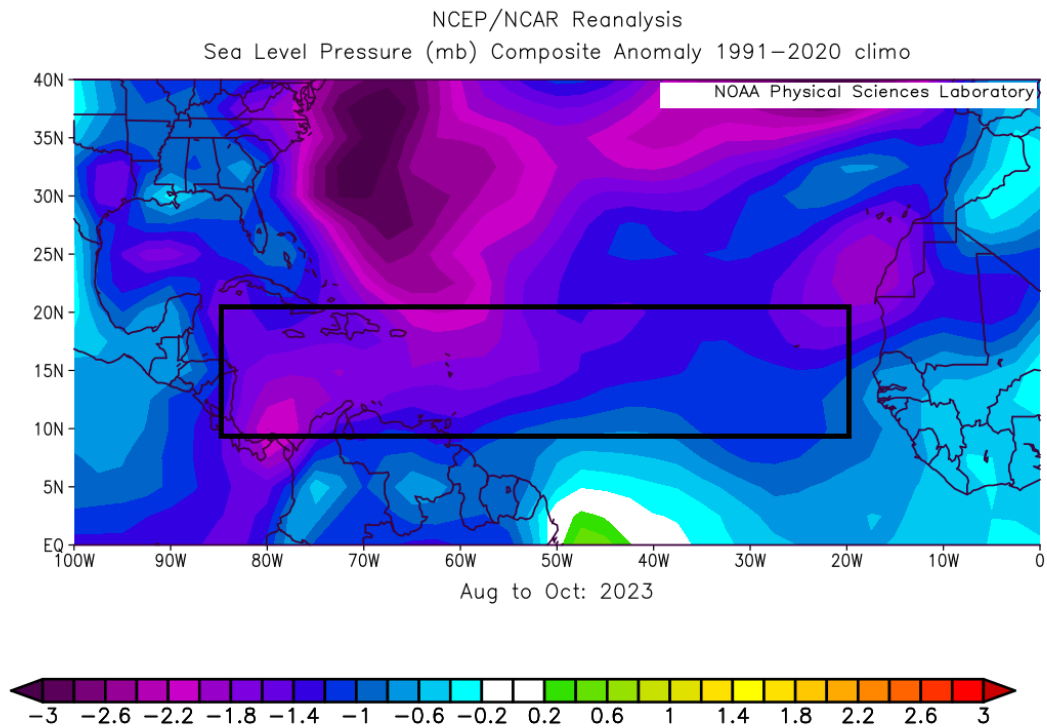 NCEP/NCAR Reanalysis
Sea Level Pressure (mb) Composite Anomaly 1991−2020 climo
NOAA Physical Sciences Laboratory
40N
35N
30N
25N
20N
15N
10N
5N
EQ
100W 90W 80W 70W 60W 50W 40W 30W 20W 10W 0
Aug to Oct: 2023
−3 −2.6 −2.2 −1.8 −1.4 −1 −0.6 −0.2 0.2 0.6 1 1.4 1.8 2.2 2.6 3